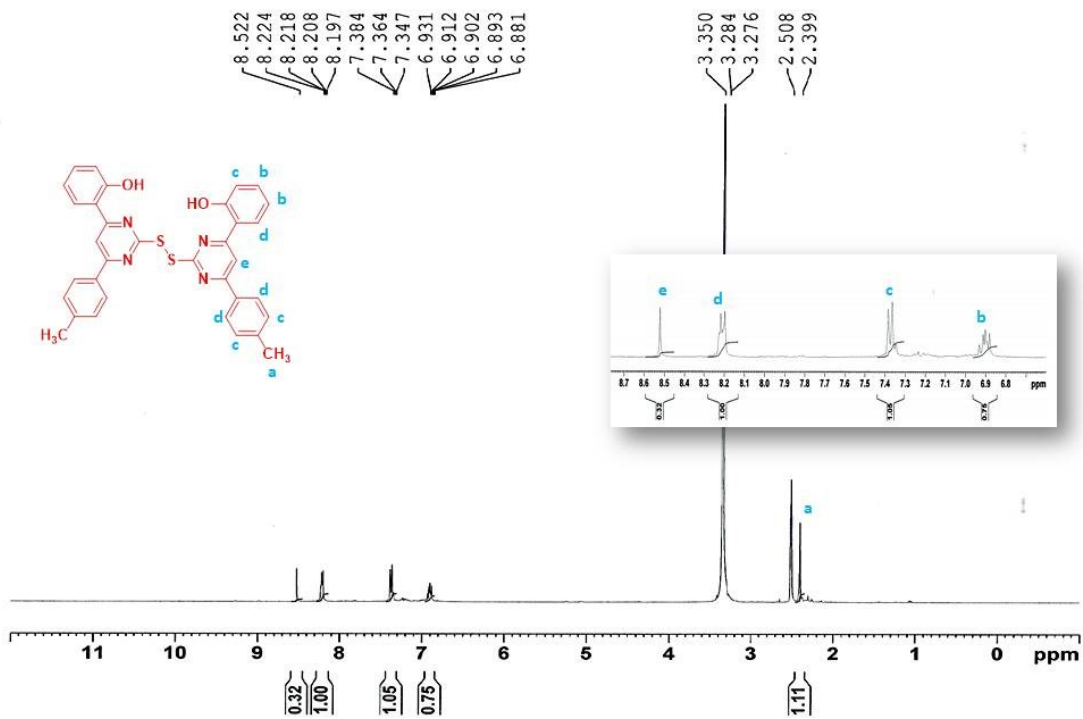 8.522
8.224
8.218
8.208
8.197
7.384
7.364
7.347
6.931
6.912
6.902
6.893
6.881
3.350
3.284
3.276
2.508
2.399
OH
N
N
S
S
N
N
H3C
c
b
HO
b
d
e
d
d
c
c
CH3
a
e
d
c
b
8.7 8.6 8.5 8.4 8.3 8.2 8.1 8.0 7.9 7.8 7.7 7.6 7.5 7.4 7.3 7.2 7.1 7.0 6.9 6.8 ppm
0.32 1.00 1.05 0.75
a
11 10 9 8 7 6 5 4 3 2 1 0 ppm
0.32 1.00 1.05 0.75 1.11